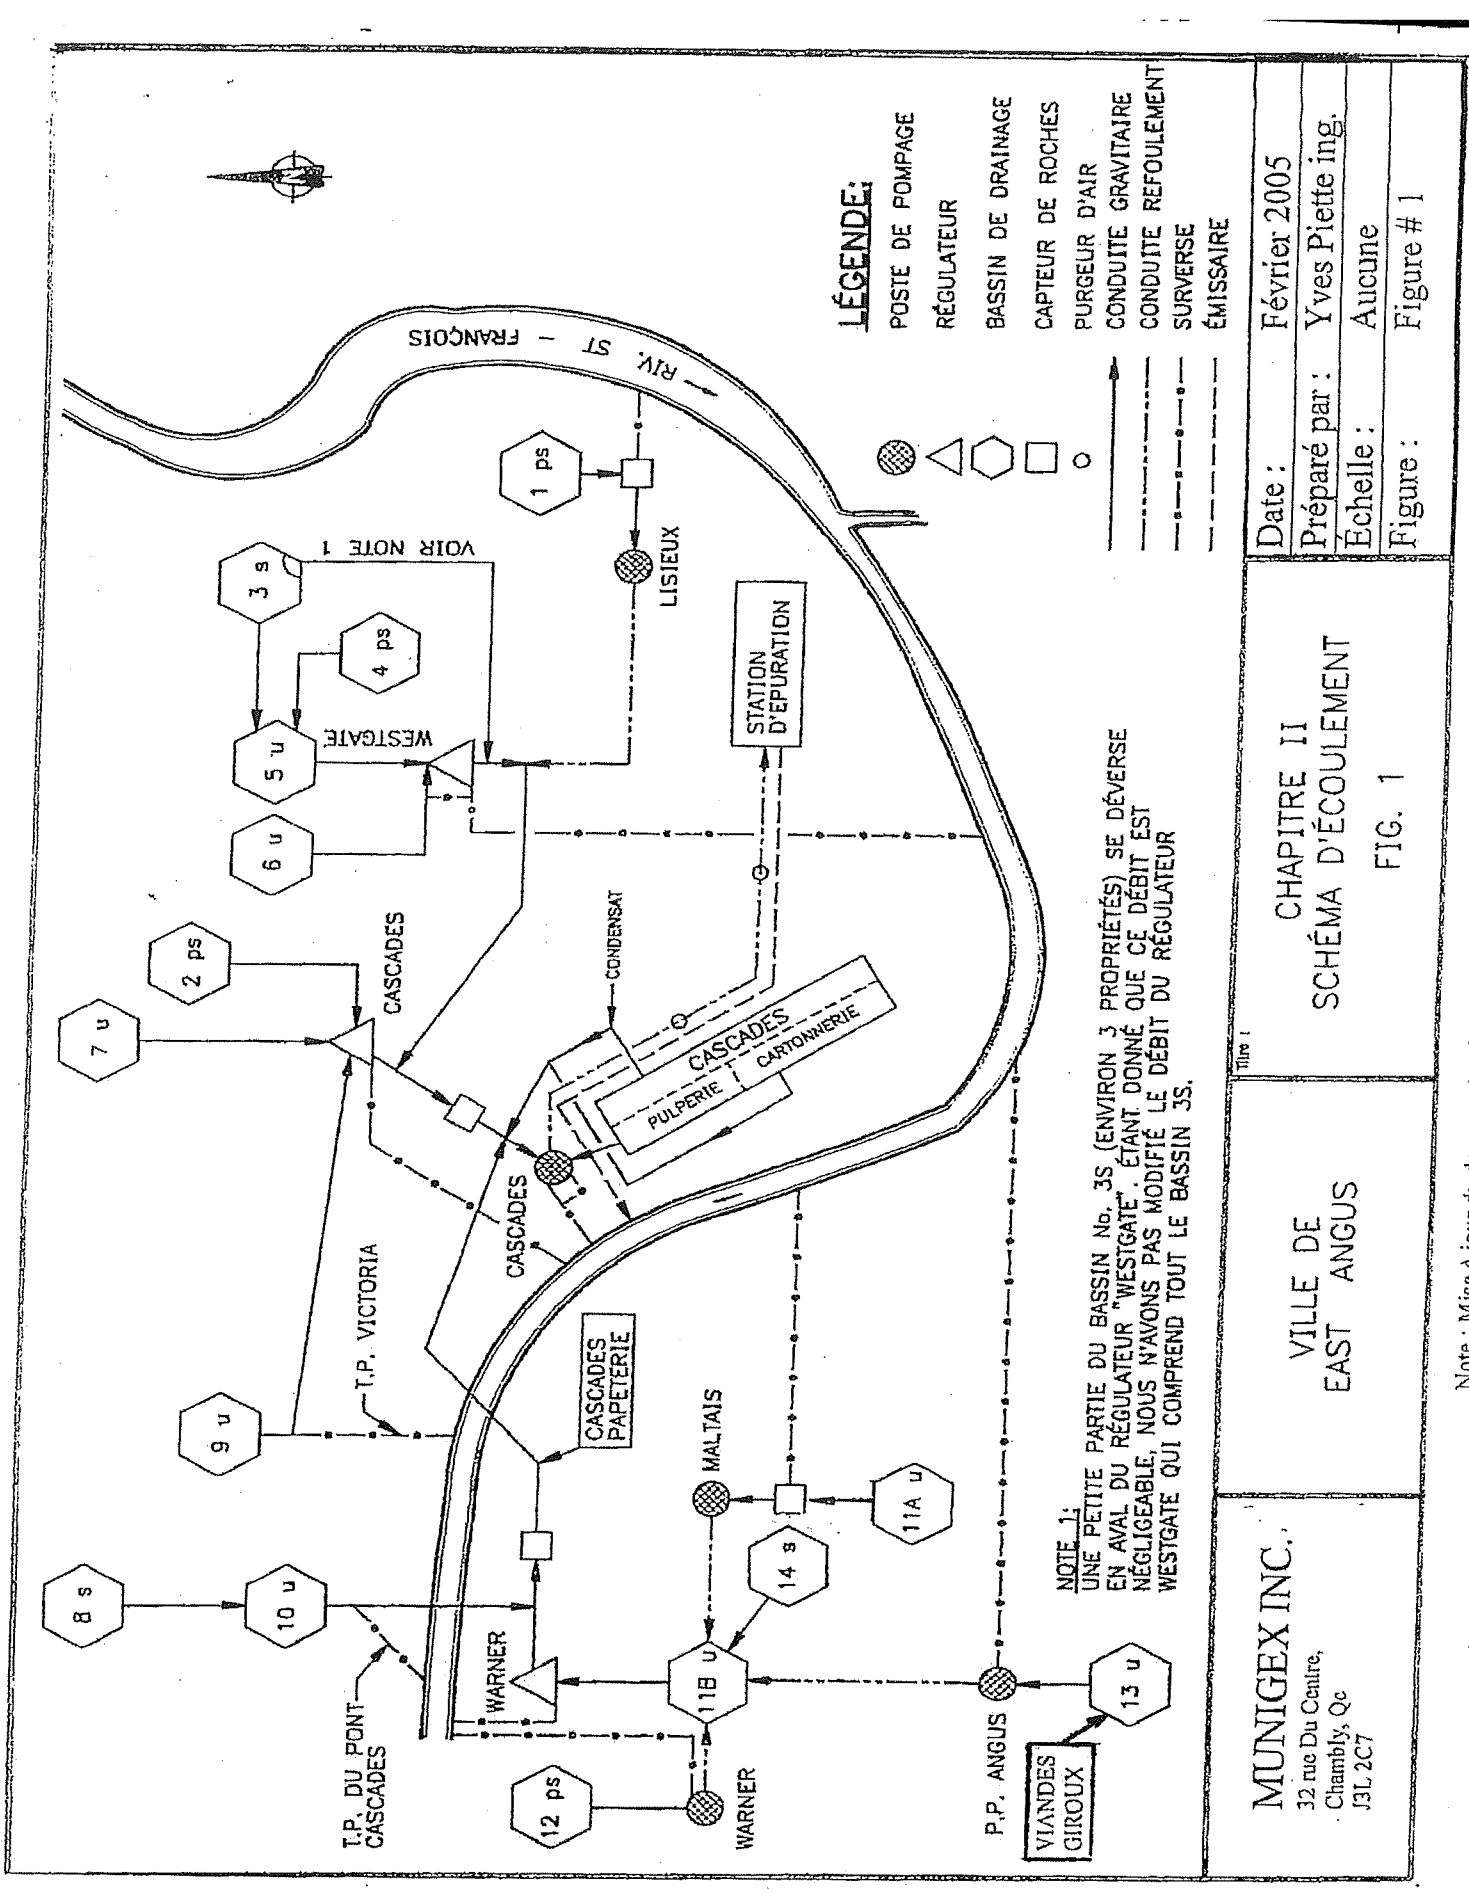 8 s
10 u
T.P. DU PONT
CASCADES
9 u
T.P. VICTORIA
7 u
2 ps
CASCADES
6 u
5 u
WESTGATE
4 ps
3 s
VOIR NOTE 1
1 ps
LISIEUX
RIV. ST - FRANÇOIS
12 ps
WARNER
WARNER
11B u
14 s
MALTAIS
11A u
CASCADES
PAPETERIE
CASCADES
CONDENSAT
PULPERIE
CASCADES
CARTONNERIE
STATION
D'EPURATION
P.P. ANGUS
VIANDES
GIROUX
13 u
LÉGENDE:
POSTE DE POMPAGE
RÉGULATEUR
BASSIN DE DRAINAGE
CAPTEUR DE ROCHES
PURGEUR D'AIR
CONDUITE GRAVITAIRE
CONDUITE REFOULEMENT
SURVERSE
ÉMISSAIRE
NOTE 1:
UNE PETITE PARTIE DU BASSIN No. 3S (ENVIRON 3 PROPRIÉTÉS) SE DÉVERSE
EN AVAL DU RÉGULATEUR "WESTGATE". ÉTANT DONNÉ QUE CE DÉBIT EST
NÉGLIGEABLE, NOUS N'AVONS PAS MODIFIÉ LE DÉBIT DU RÉGULATEUR
WESTGATE QUI COMPREND TOUT LE BASSIN 3S.
MUNIGEX INC.
32 rue Du Centre,
Chambly, Qc
J3L 2C7
VILLE DE
EAST ANGUS
Titre :
CHAPITRE II
SCHÉMA D'ÉCOULEMENT
FIG. 1
Date : Février 2005
Préparé par : Yves Piette ing.
Échelle : Aucune
Figure : Figure # 1
Note : Mise à jour